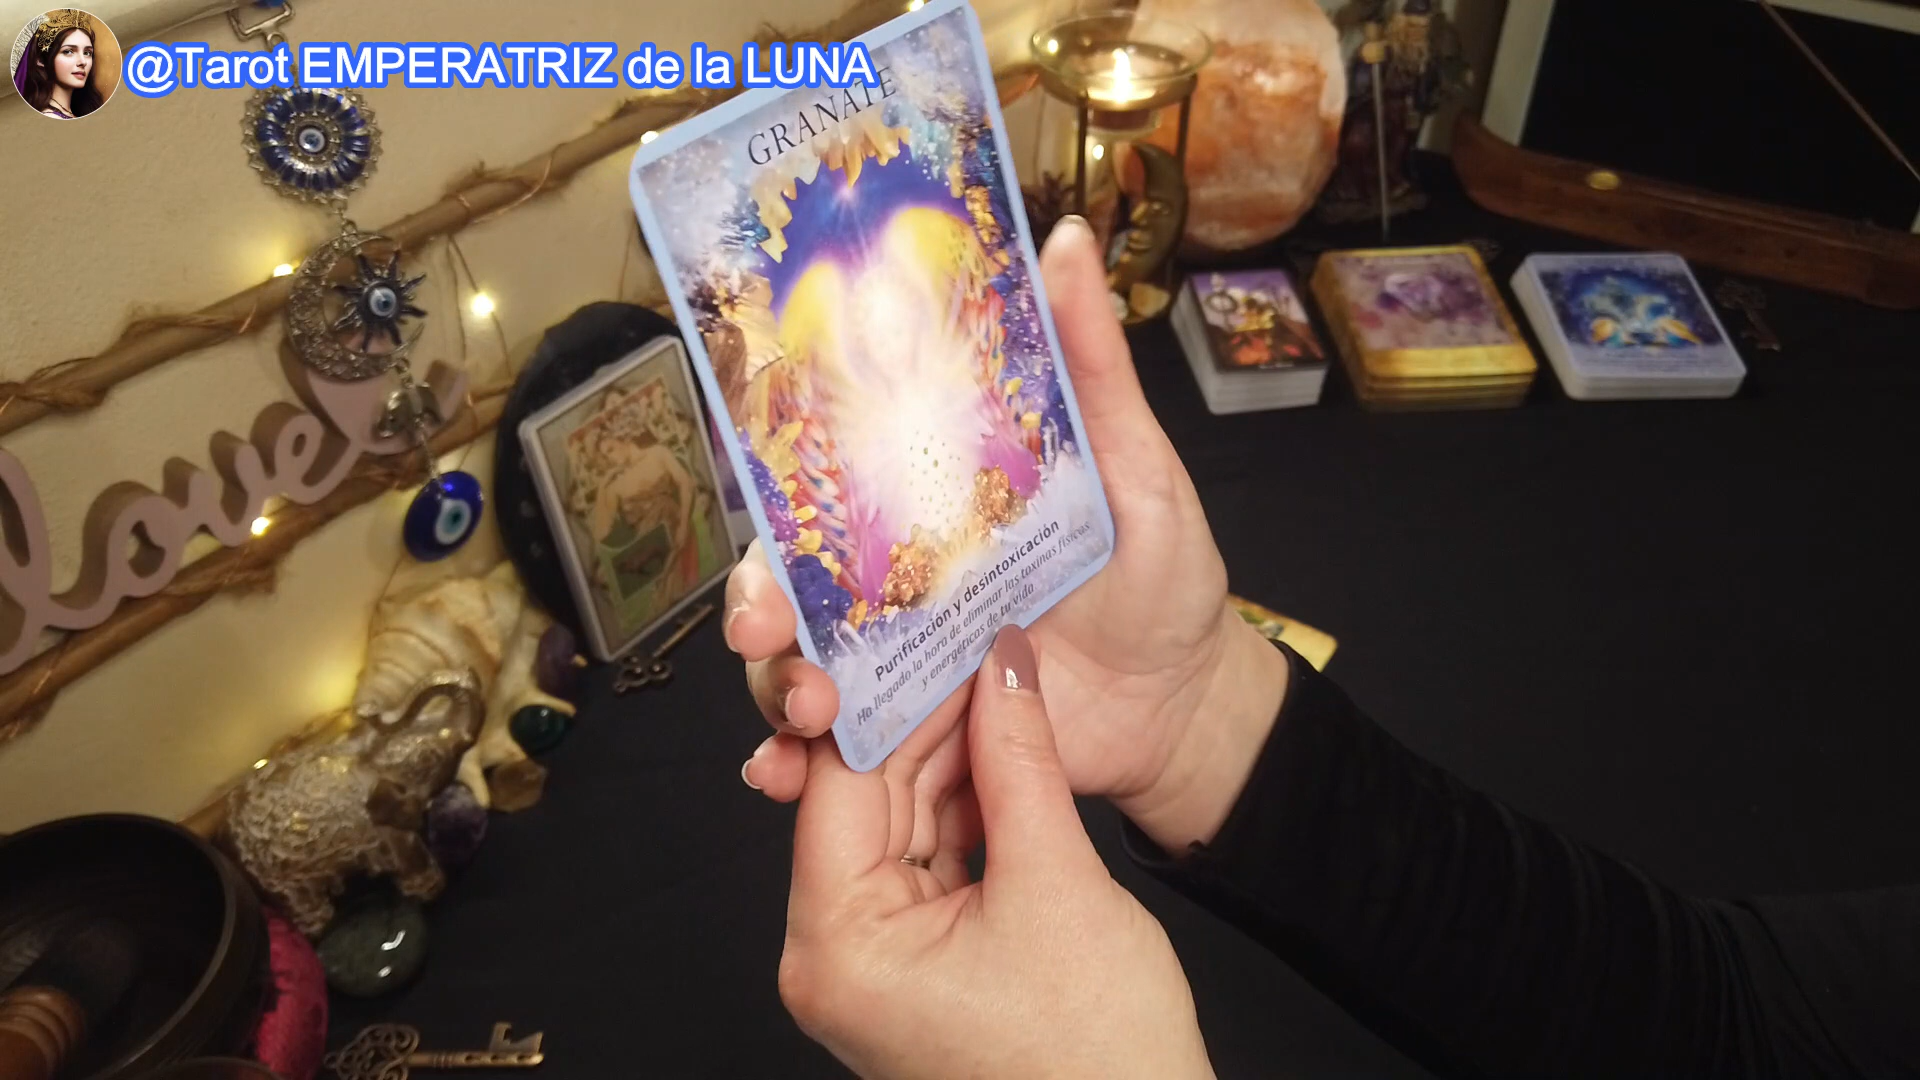 @Tarot EMPERATRIZ de la LUNA
GRANATE
Purificación y desintoxicación
Ha llegado la hora de eliminar las toxinas físicas
y energéticas de tu vida
love